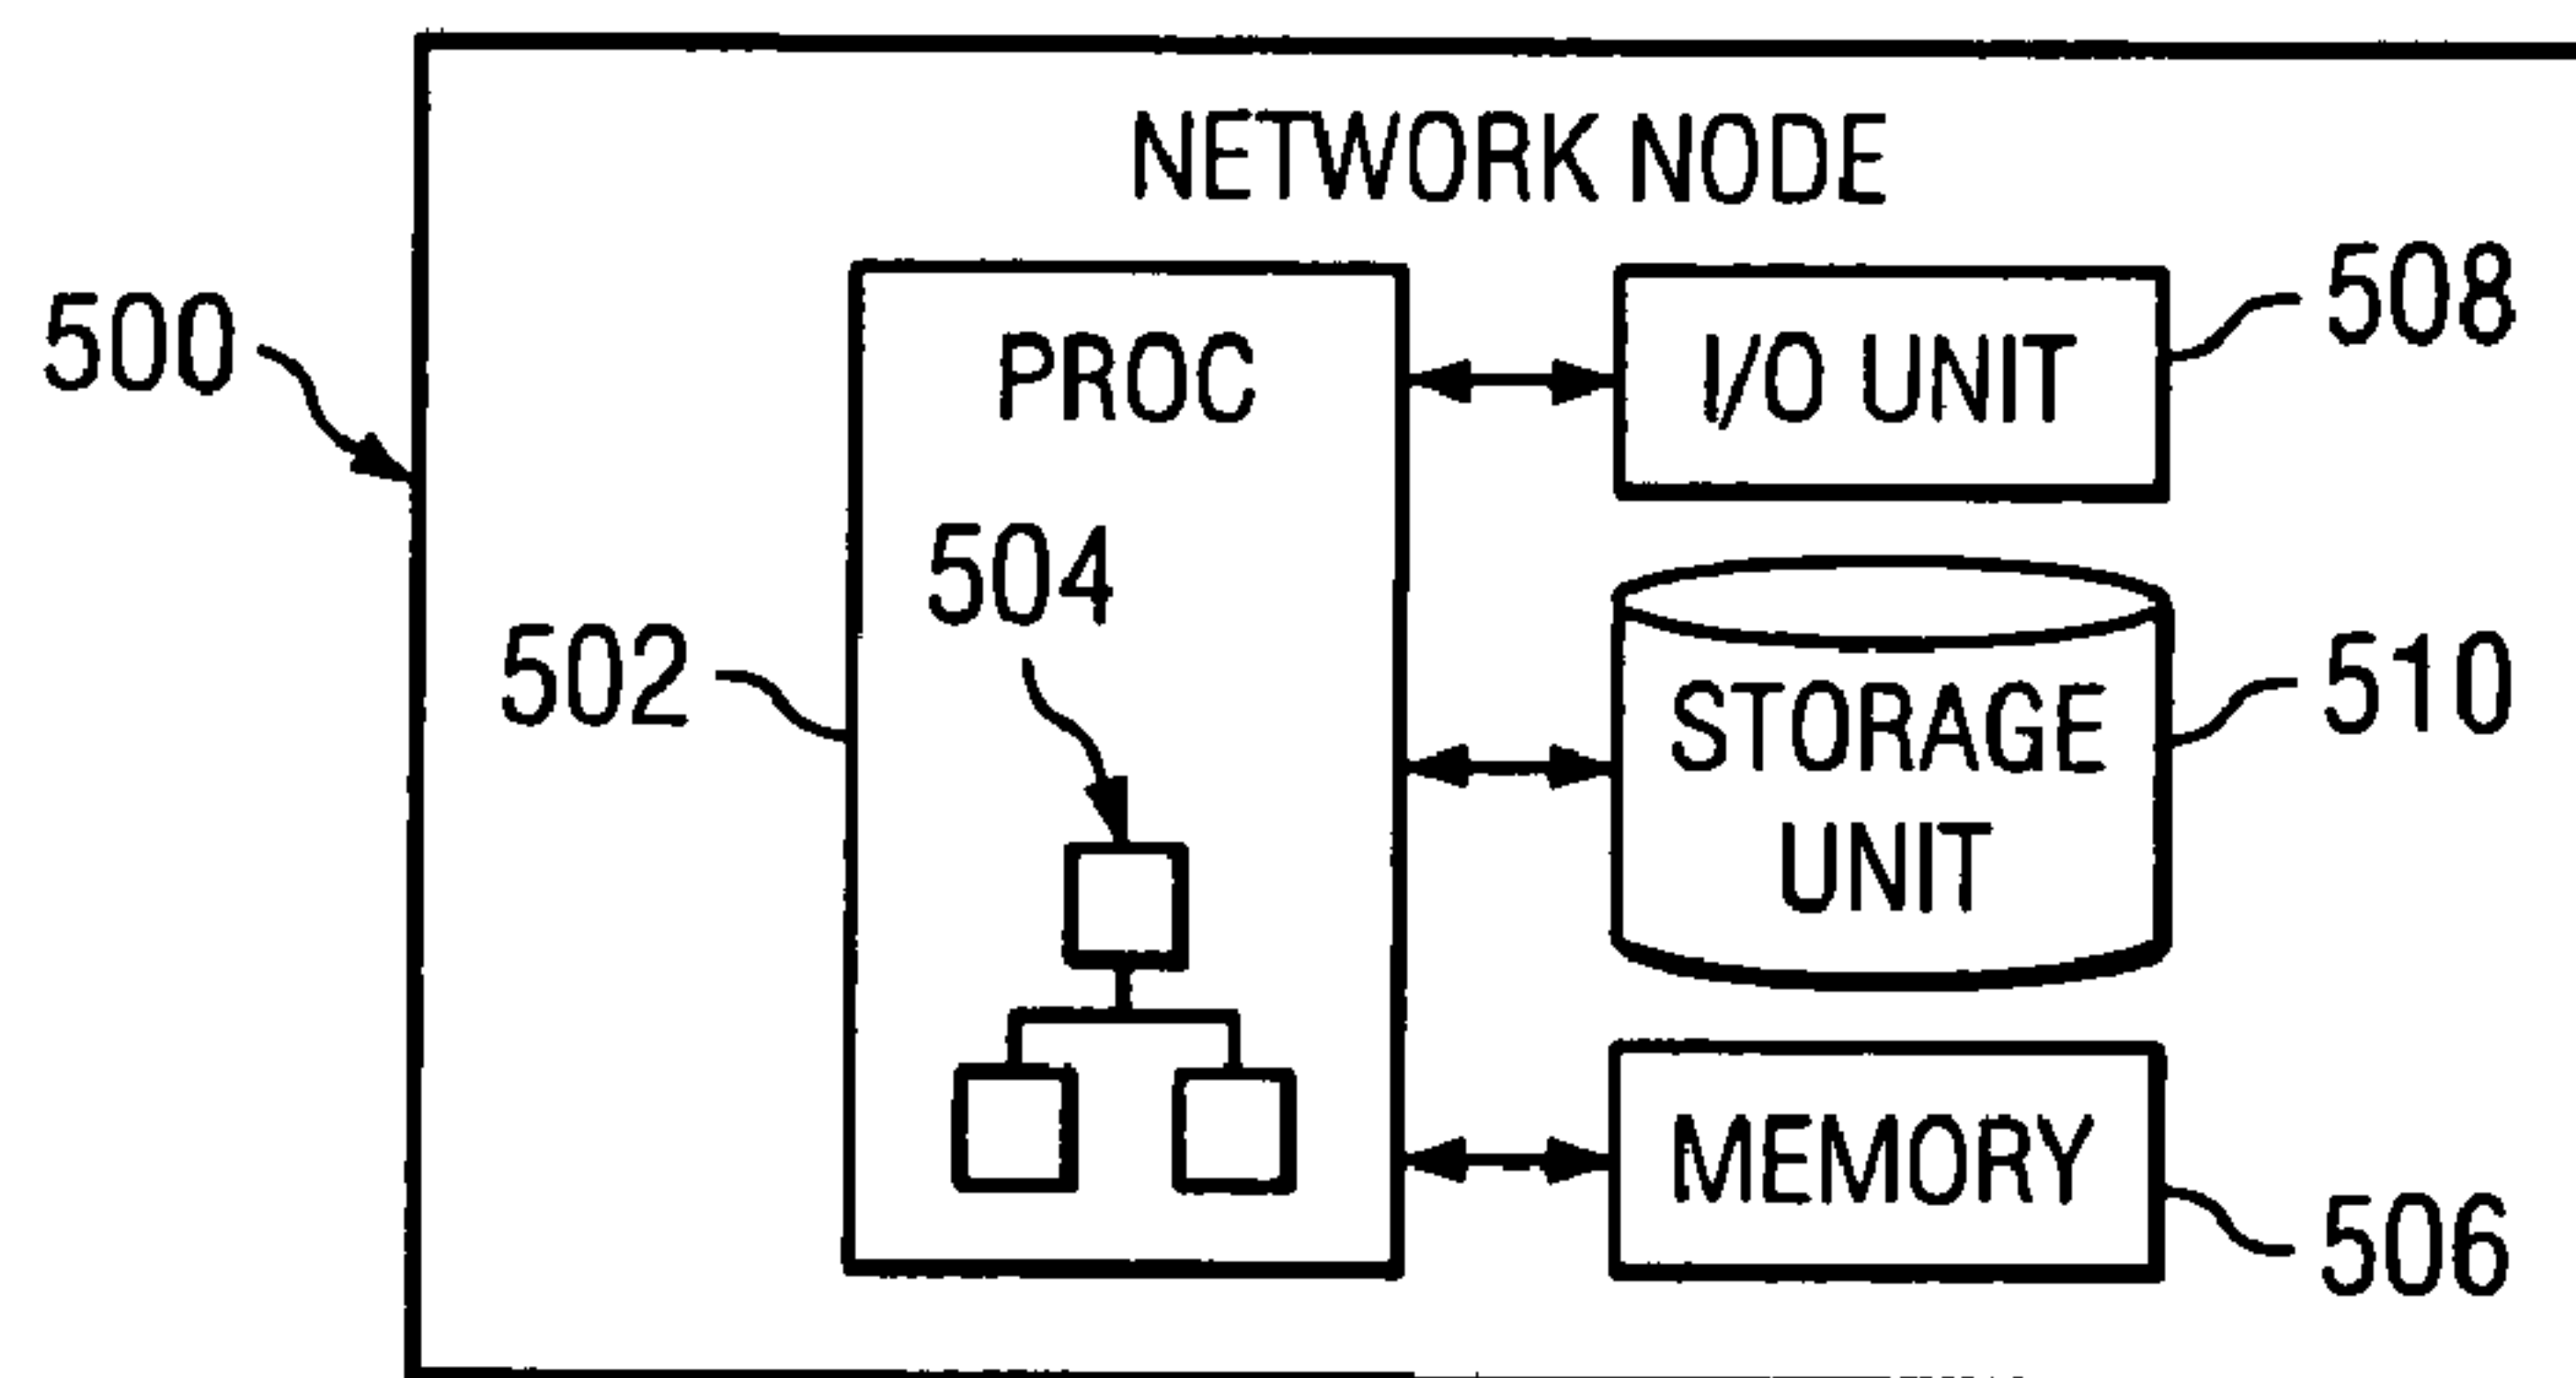 NETWORK NODE
500
PROC
I/O UNIT
508
504
502
STORAGE
UNIT
510
MEMORY
506